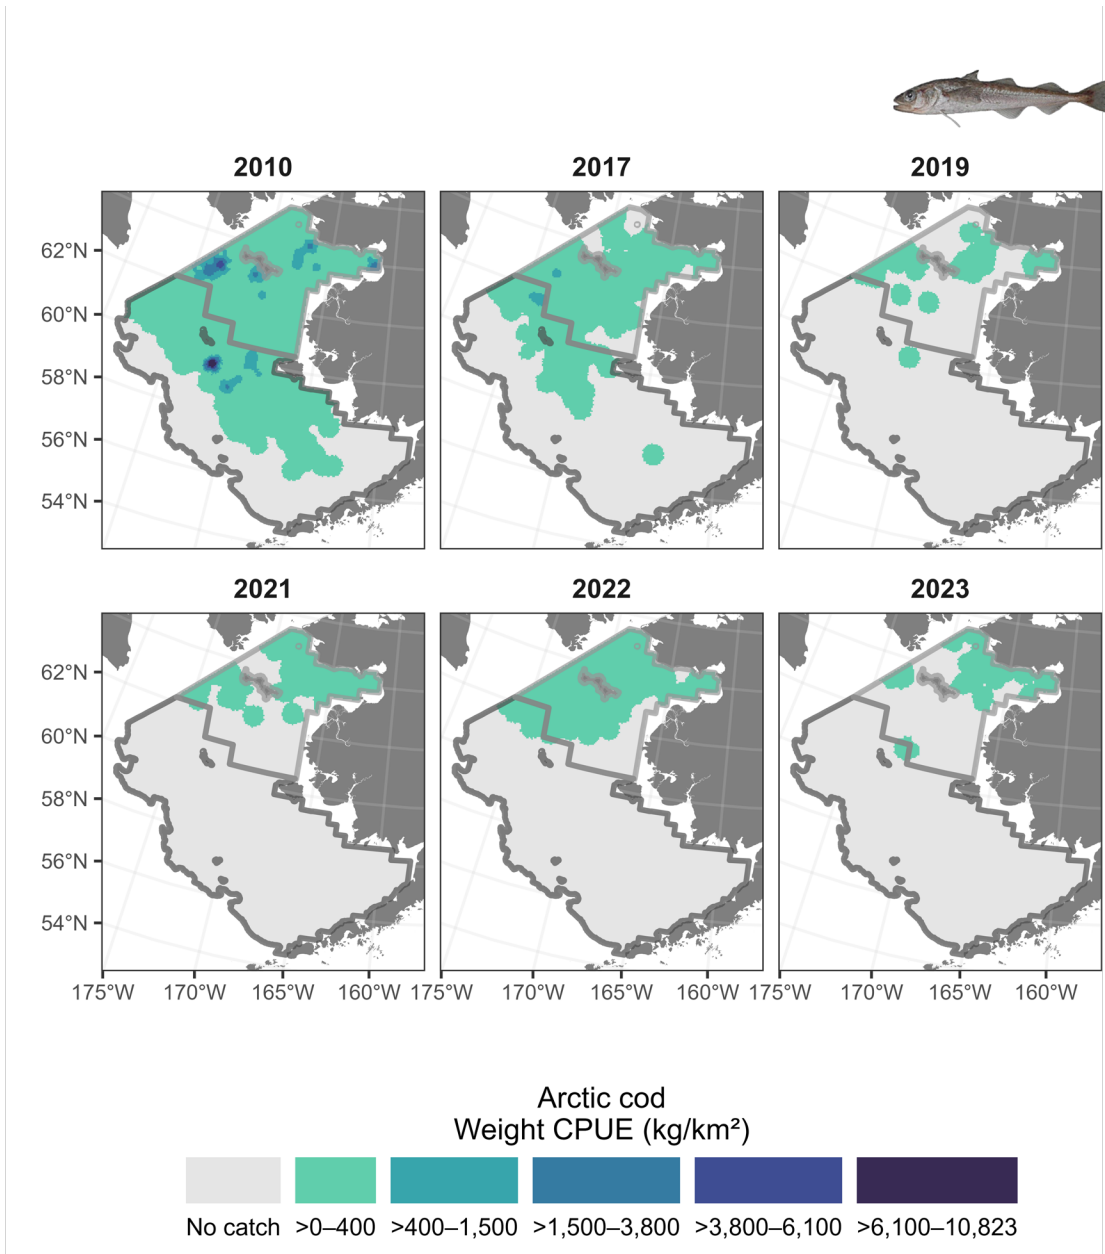 2010 2017 2019
62°N
60°N
58°N
56°N
54°N
2021 2022 2023
62°N
60°N
58°N
56°N
54°N
175°W 170°W 165°W 160°W 175°W 170°W 165°W 160°W 175°W 170°W 165°W 160°W
Arctic cod
Weight CPUE (kg/km²)
No catch >0–400 >400–1,500 >1,500–3,800 >3,800–6,100 >6,100–10,823